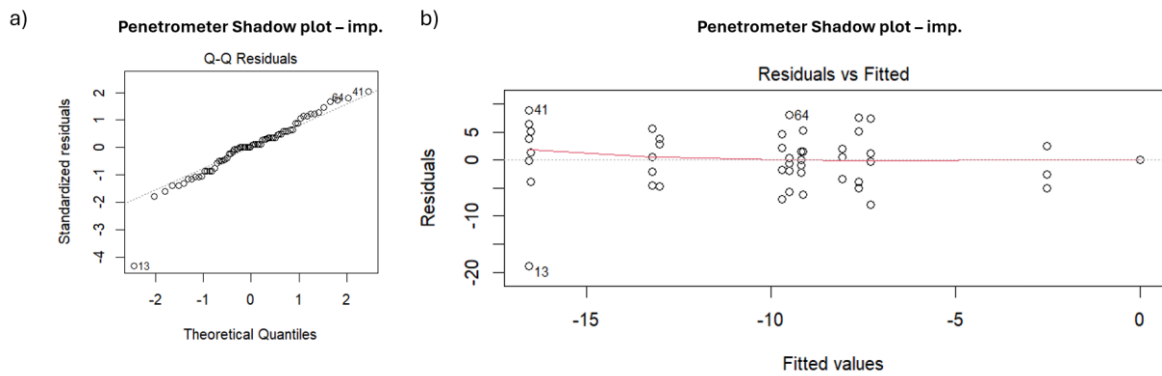 a)
Penetrometer Shadow plot – imp.
Q-Q Residuals
Standardized residuals
2
1
0
-1
-2
-3
-4
64 41
13
-2 -1 0 1 2
Theoretical Quantiles
b)
Penetrometer Shadow plot – imp.
Residuals vs Fitted
Residuals
5
0
-10
-20
41
64
13
-15 -10 -5 0
Fitted values